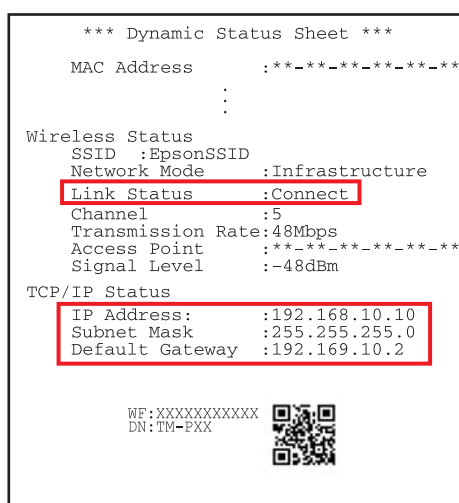 *** Dynamic Status Sheet ***
MAC Address :**-**-**-**-**-**
Wireless Status
SSID :EpsonSSID
Network Mode :Infrastructure
Link Status :Connect
Channel :5
Transmission Rate:48Mbps
Access Point :**-**-**-**-**-**
Signal Level :-48dBm
TCP/IP Status
IP Address: :192.168.10.10
Subnet Mask :255.255.255.0
Default Gateway :192.169.10.2
WF:XXXXXXXXXXX
DN:TM-PXX